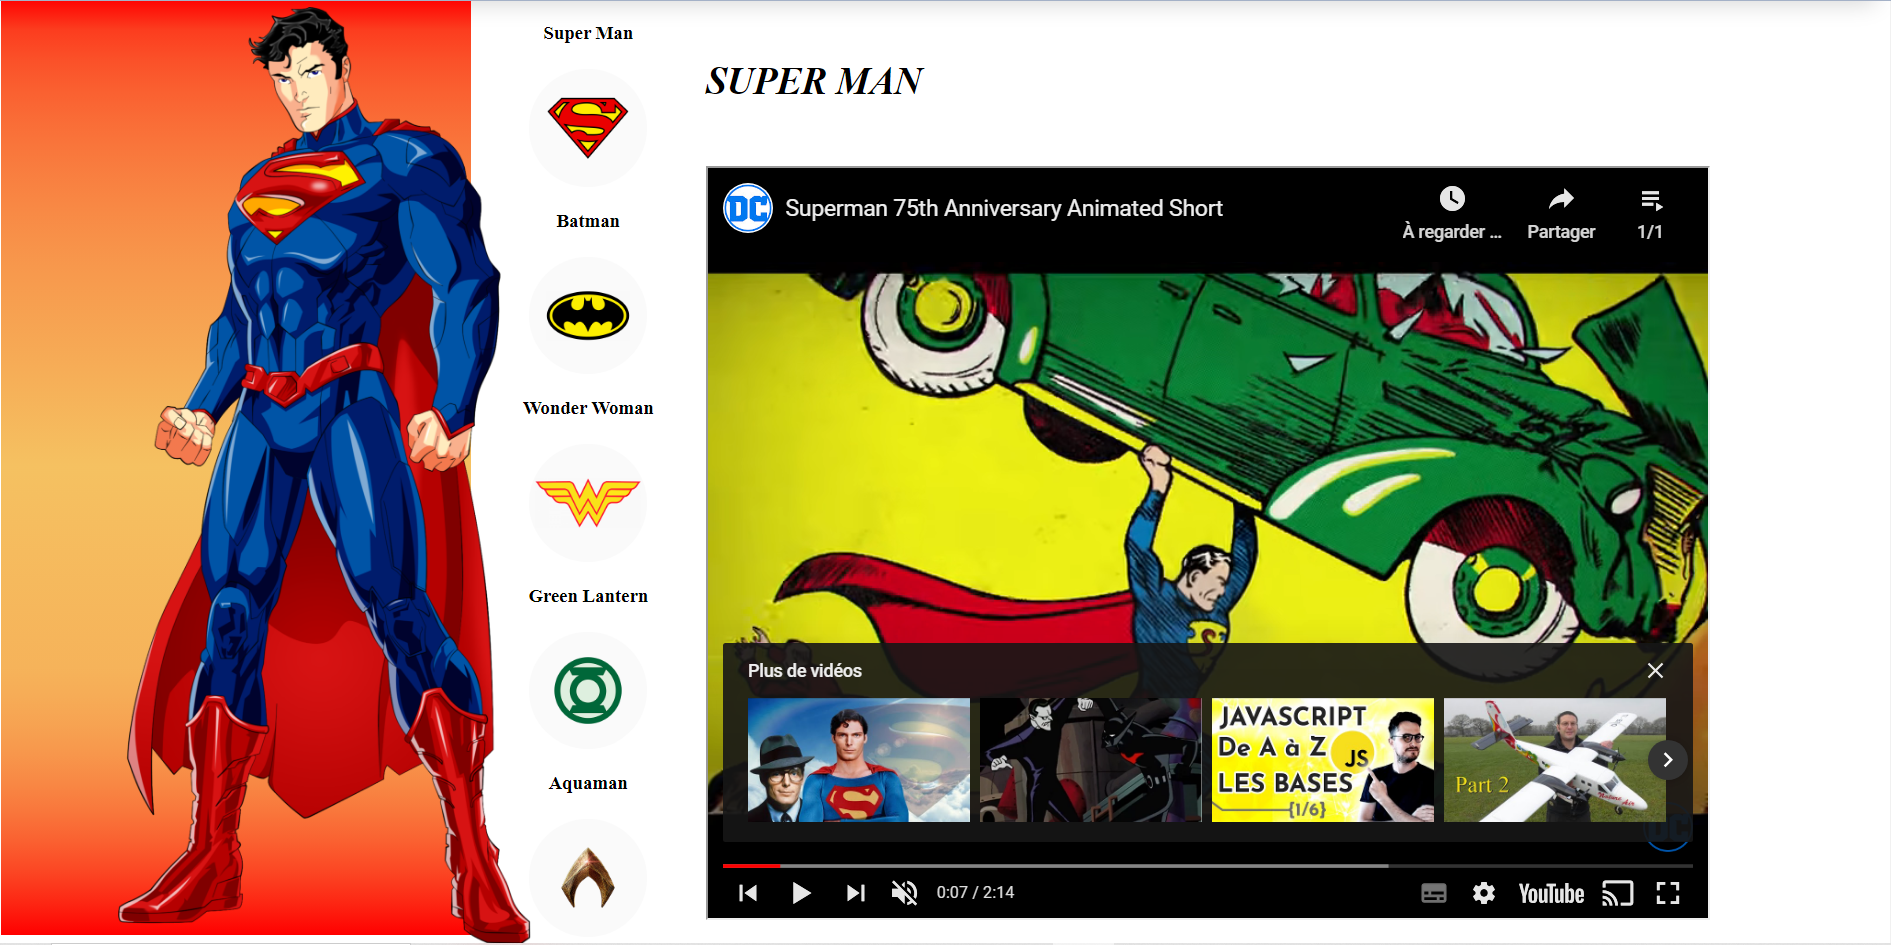 Super Man
Batman
Wonder Woman
Green Lantern
Aquaman
SUPER MAN
DC
Superman 75th Anniversary Animated Short
À regarder ...
Partager
1/1
Plus de vidéos
JAVASCRIPT
De A à Z
JS
LES BASES
{1/6}
Part 2
DC
0:07 / 2:14
YouTube